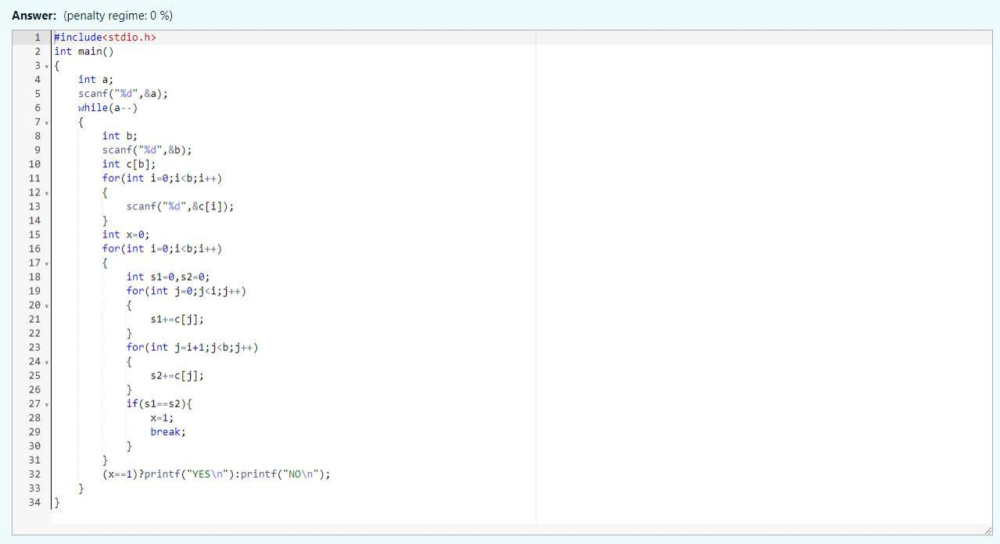 Answer: (penalty regime: 0 %)
1 #include<stdio.h>
2 int main()
3 {
4     int a;
5     scanf("%d",&a);
6     while(a--)
7     {
8         int b;
9         scanf("%d",&b);
10         int c[b];
11         for(int i=0;i<b;i++)
12         {
13             scanf("%d",&c[i]);
14         }
15         int x=0;
16         for(int i=0;i<b;i++)
17         {
18             int s1=0,s2=0;
19             for(int j=0;j<i;j++)
20             {
21                 s1+=c[j];
22             }
23             for(int j=i+1;j<b;j++)
24             {
25                 s2+=c[j];
26             }
27             if(s1==s2){
28                 x=1;
29                 break;
30             }
31         }
32         (x==1)?printf("YES\n"):printf("NO\n");
33     }
34 }